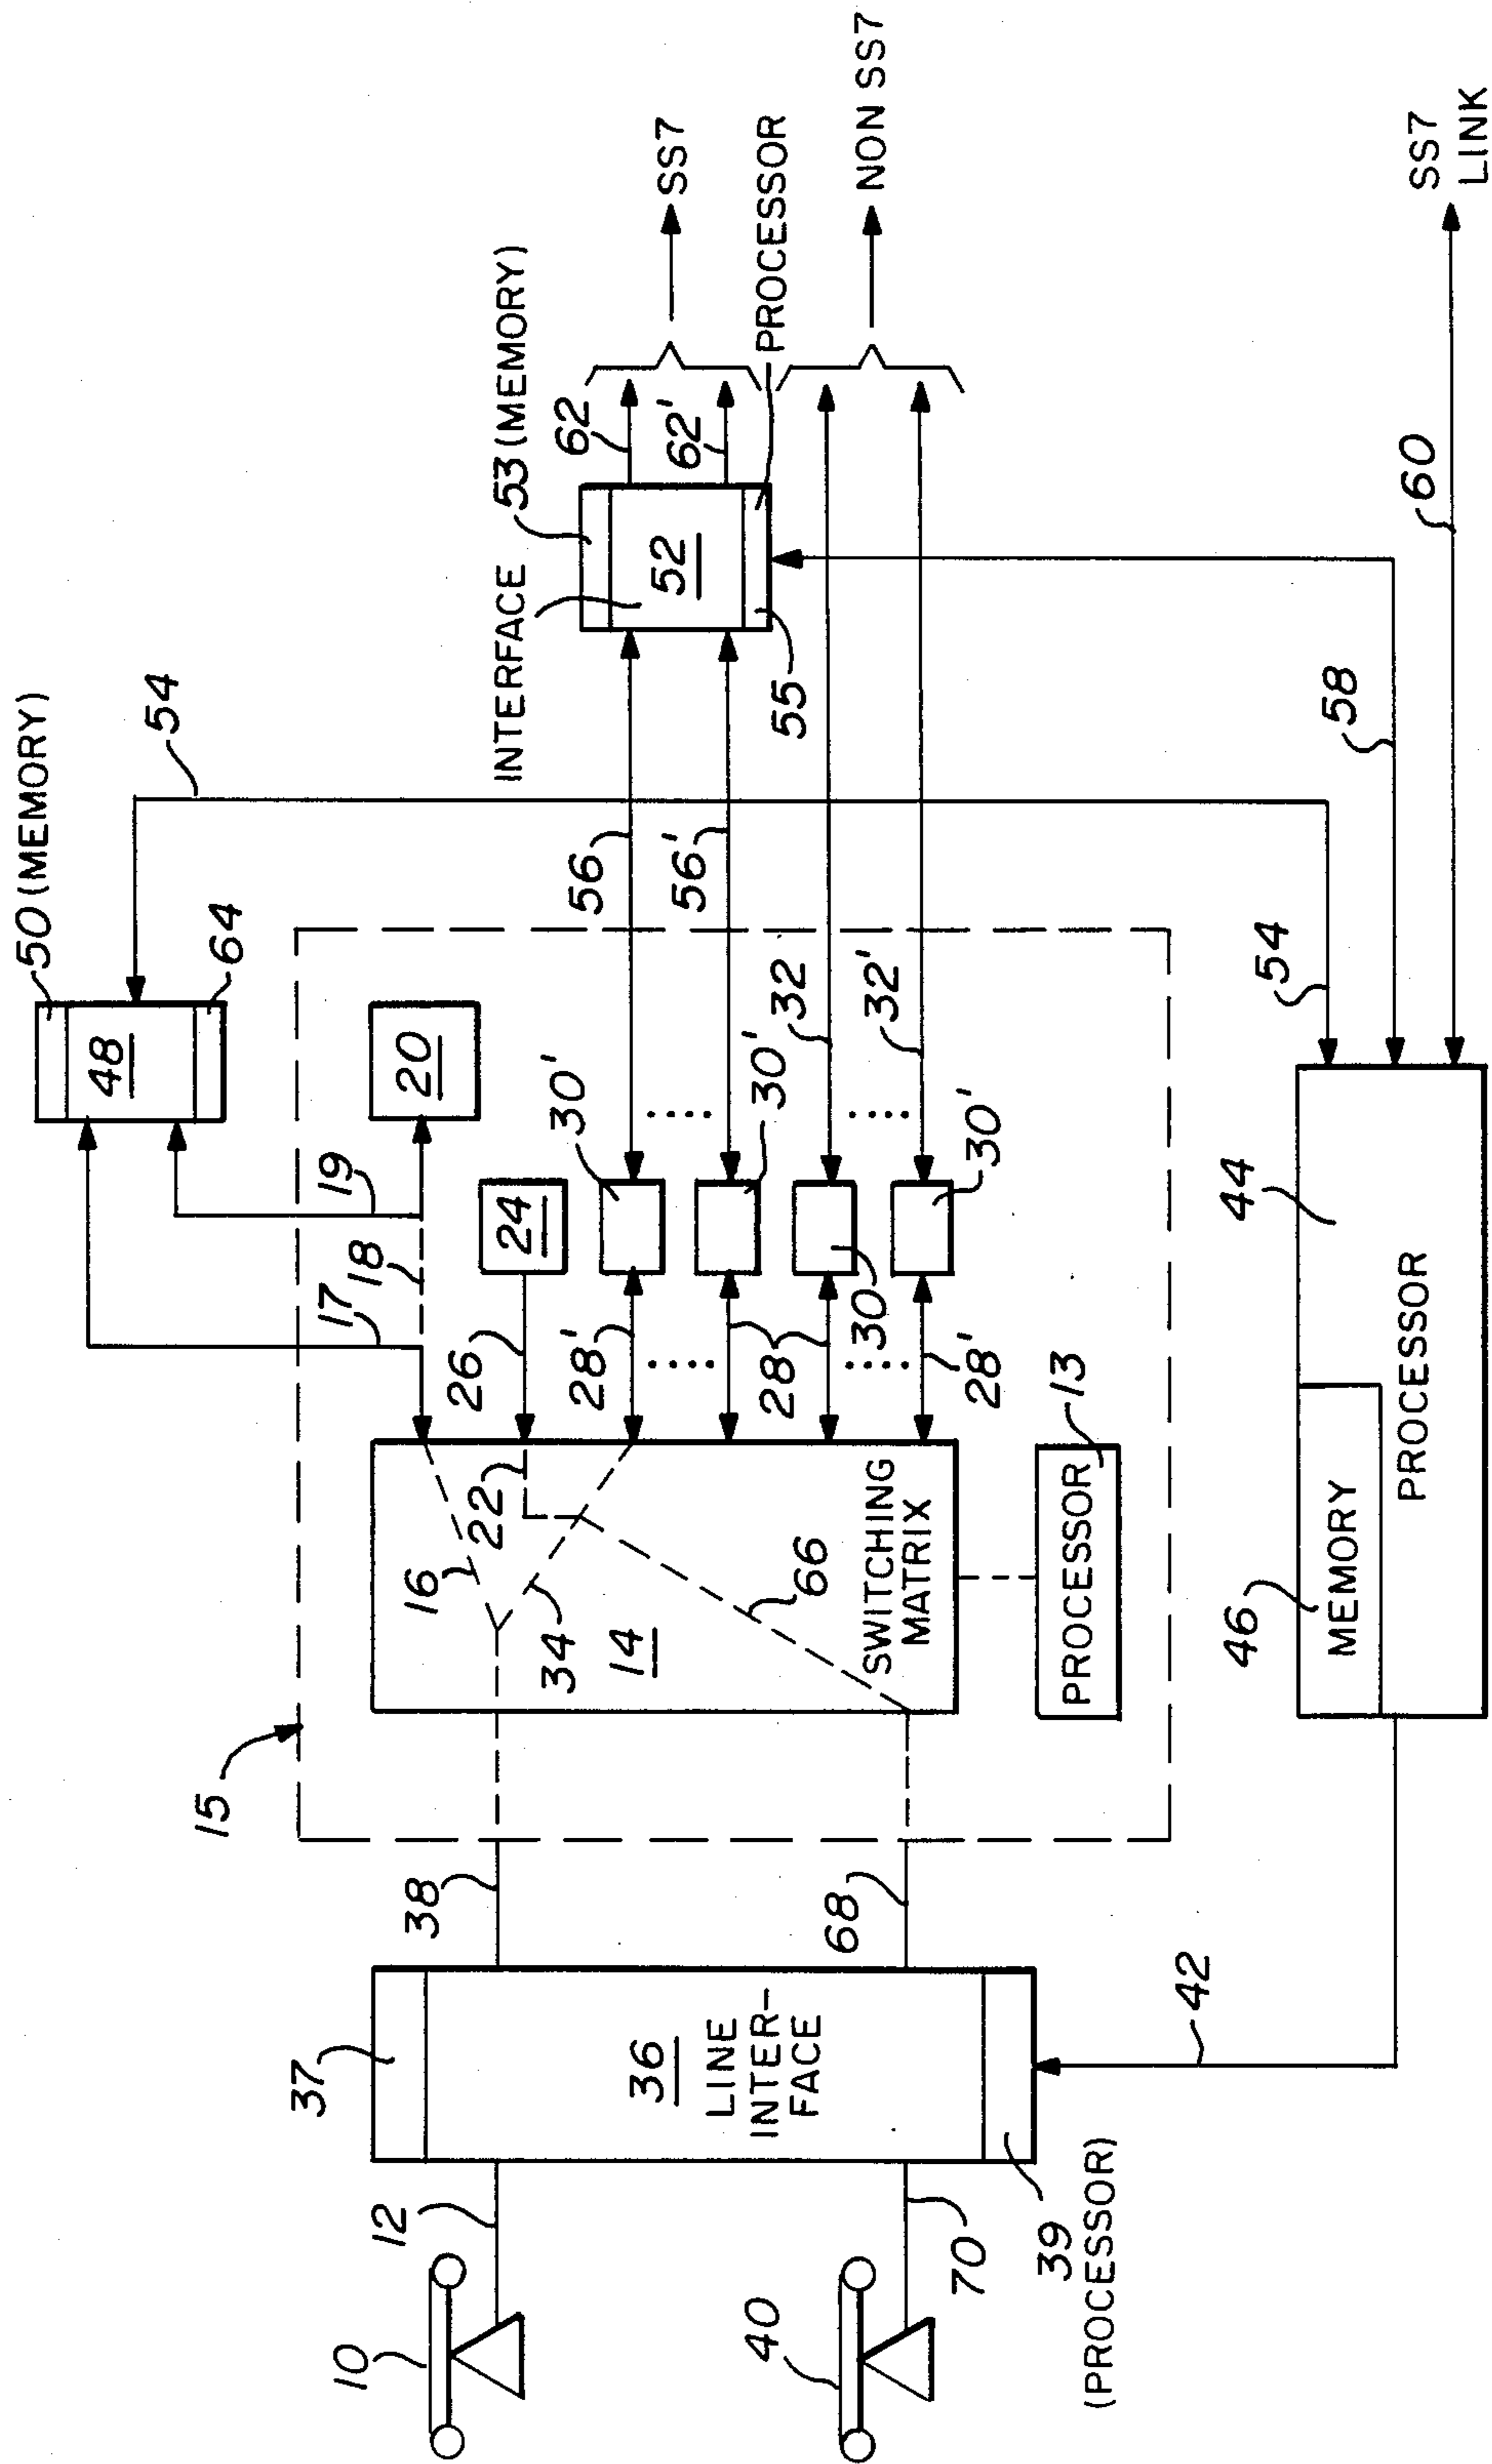 50 (MEMORY)
54
48
64
17
18
19
20
15
16
22
34
14
66
SWITCHING
MATRIX
PROCESSOR
13
24
26
28'
28
28'
30'
30'
30
30'
56
56'
32
32'
INTERFACE
53 (MEMORY)
52
55
PROCESSOR
62
62'
SS7
NON SS7
10
12
37
36
LINE
INTER-
FACE
38
68
40
70
39
(PROCESSOR)
42
46
MEMORY
44
PROCESSOR
54
58
60
SS7
LINK